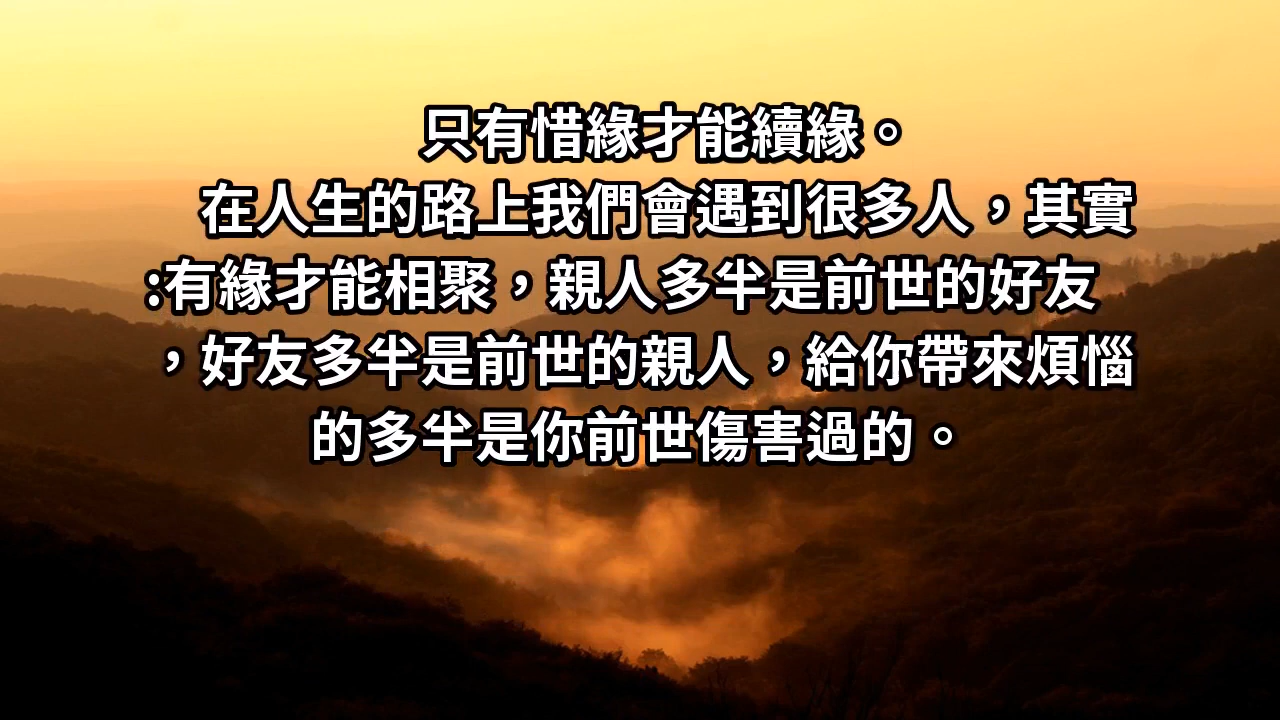 只有惜緣才能續緣。
在人生的路上我們會遇到很多人，其實
:有緣才能相聚，親人多半是前世的好友
，好友多半是前世的親人，給你帶來煩惱
的多半是你前世傷害過的。